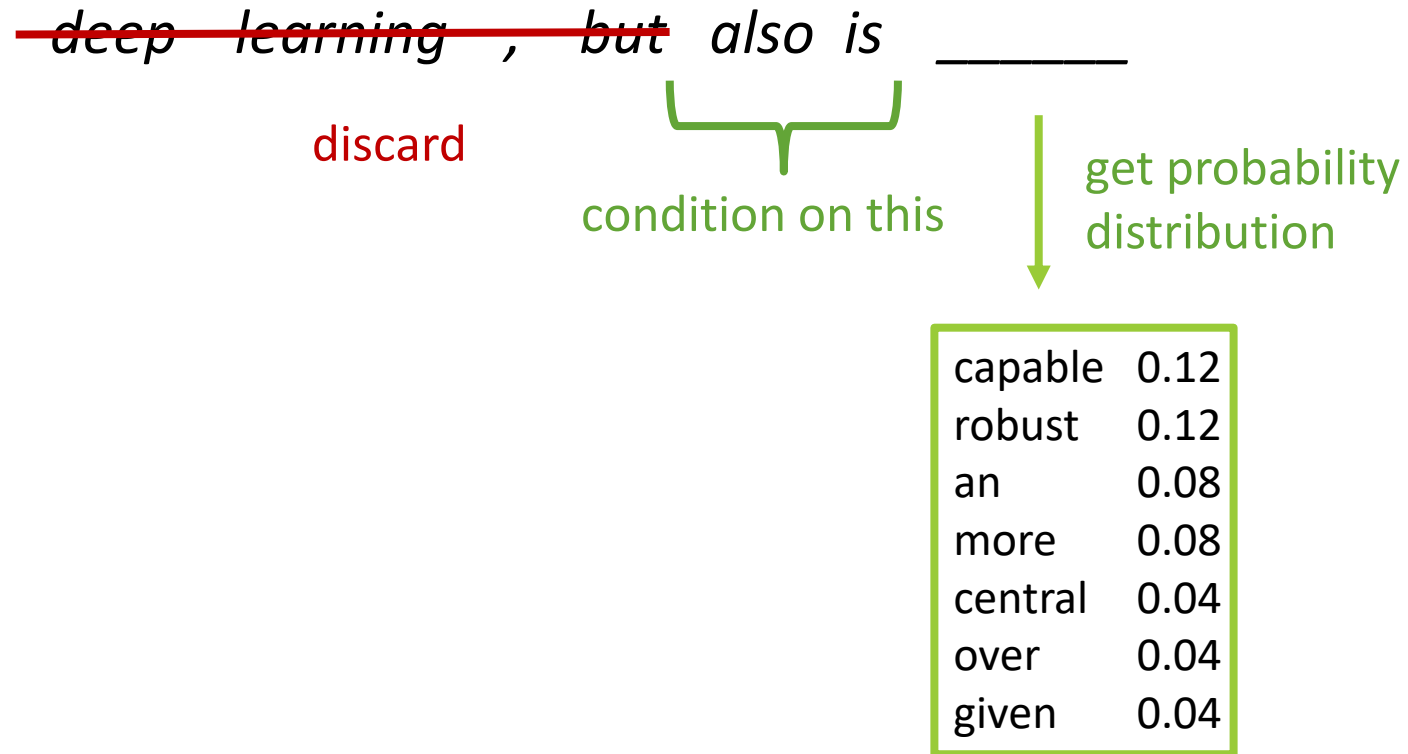 deep learning , but also is ______
discard
condition on this
get probability
distribution
capable 0.12
robust 0.12
an 0.08
more 0.08
central 0.04
over 0.04
given 0.04